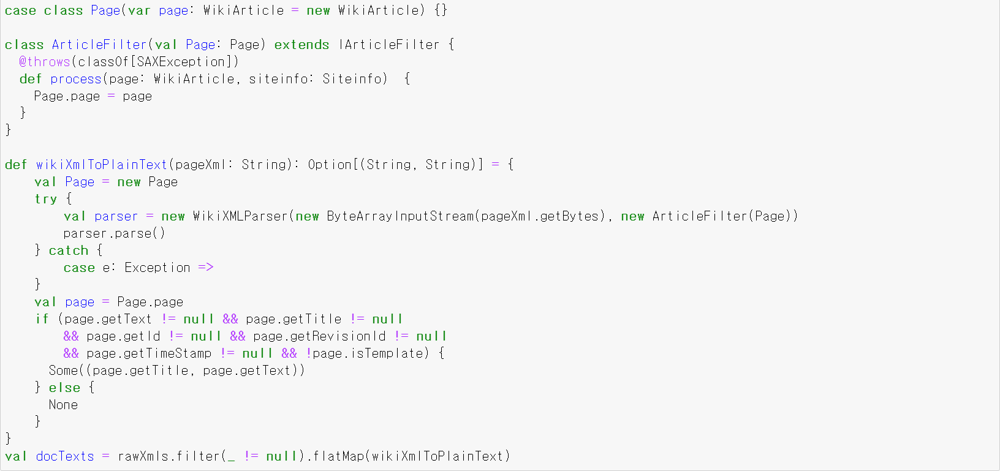 case class Page(var page: WikiArticle = new WikiArticle) {}

class ArticleFilter(val Page: Page) extends IArticleFilter {
  @throws(classOf[SAXException])
  def process(page: WikiArticle, siteinfo: Siteinfo)  {
    Page.page = page
  }
}

def wikiXmlToPlainText(pageXml: String): Option[(String, String)] = {
    val Page = new Page
    try {
        val parser = new WikiXMLParser(new ByteArrayInputStream(pageXml.getBytes), new ArticleFilter(Page))
        parser.parse()
    } catch {
        case e: Exception =>
    }
    val page = Page.page
    if (page.getText != null && page.getTitle != null
        && page.getId != null && page.getRevisionId != null
        && page.getTimeStamp != null && !page.isTemplate) {
      Some((page.getTitle, page.getText))
    } else {
      None
    }
}
val docTexts = rawXmls.filter(_ != null).flatMap(wikiXmlToPlainText)